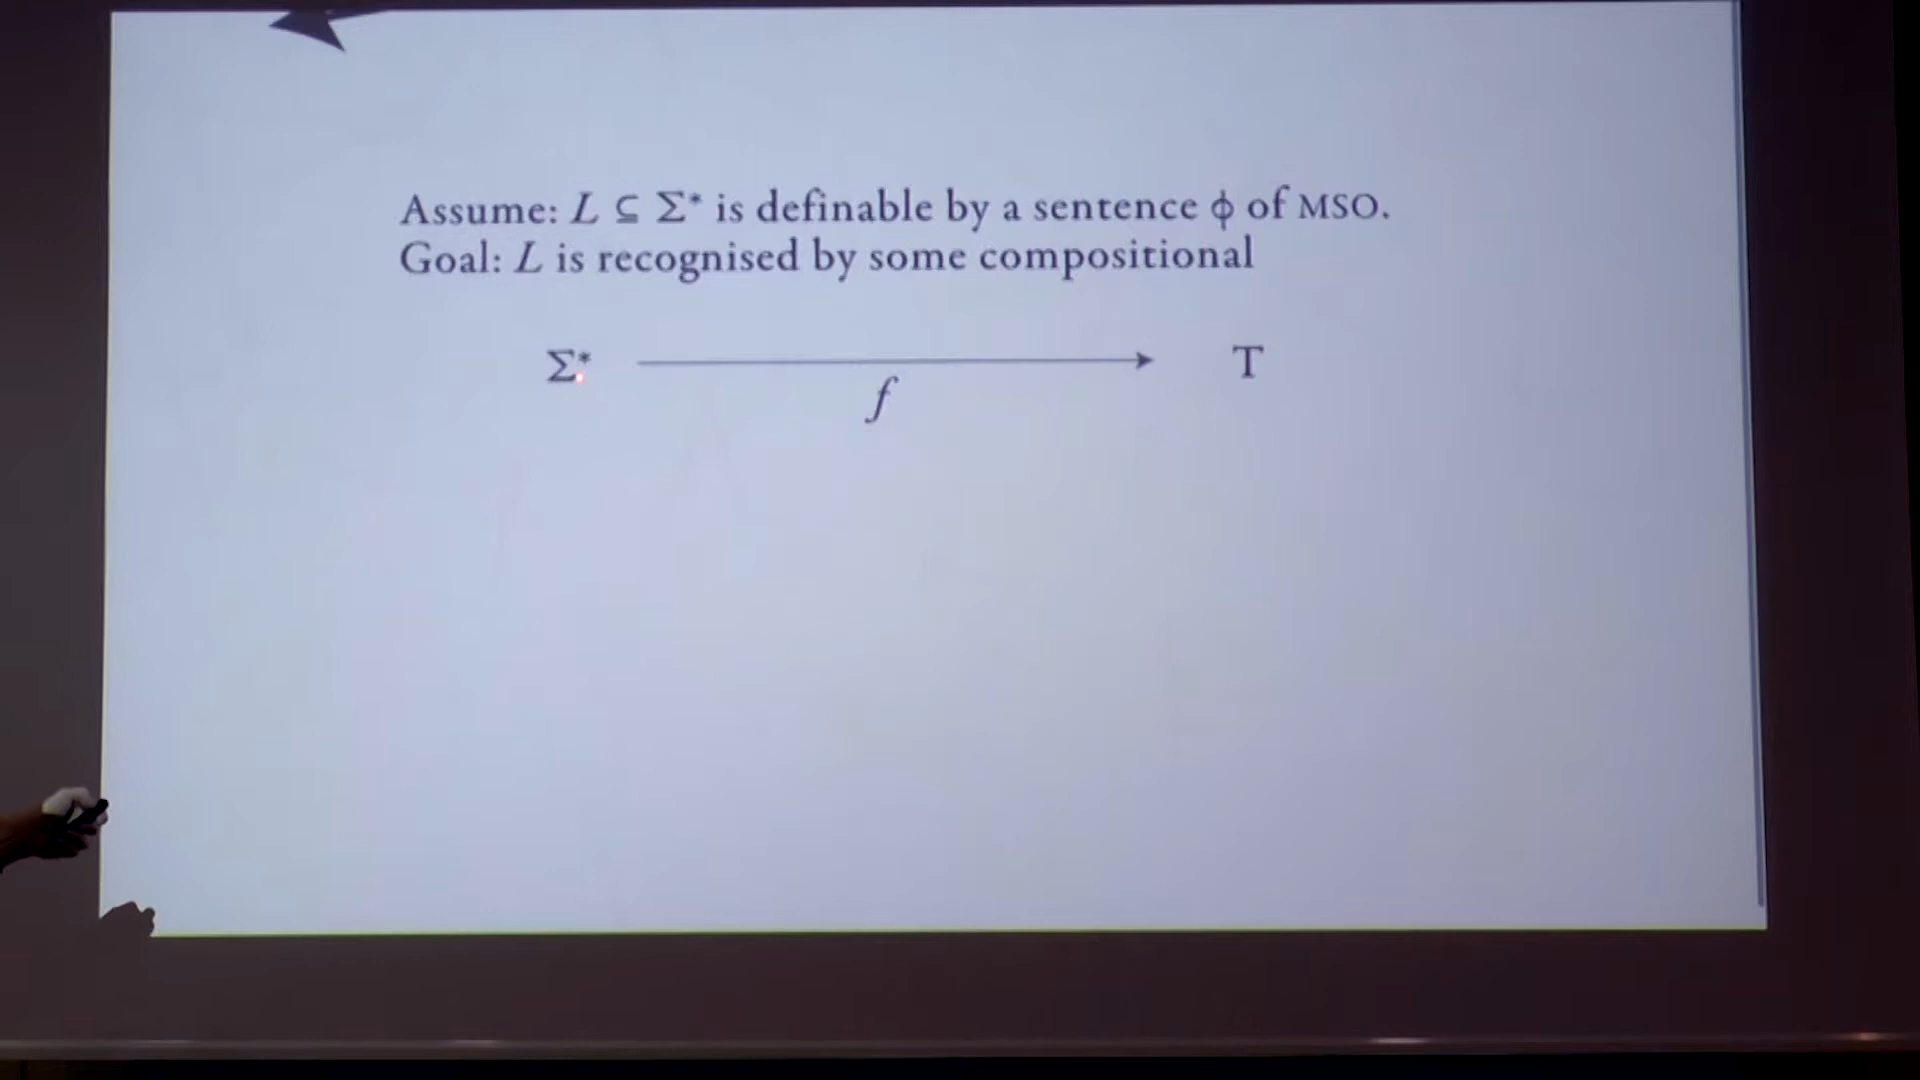 Assume: L ⊆ Σ* is definable by a sentence ϕ of MSO.
Goal: L is recognised by some compositional
Σ* T
f